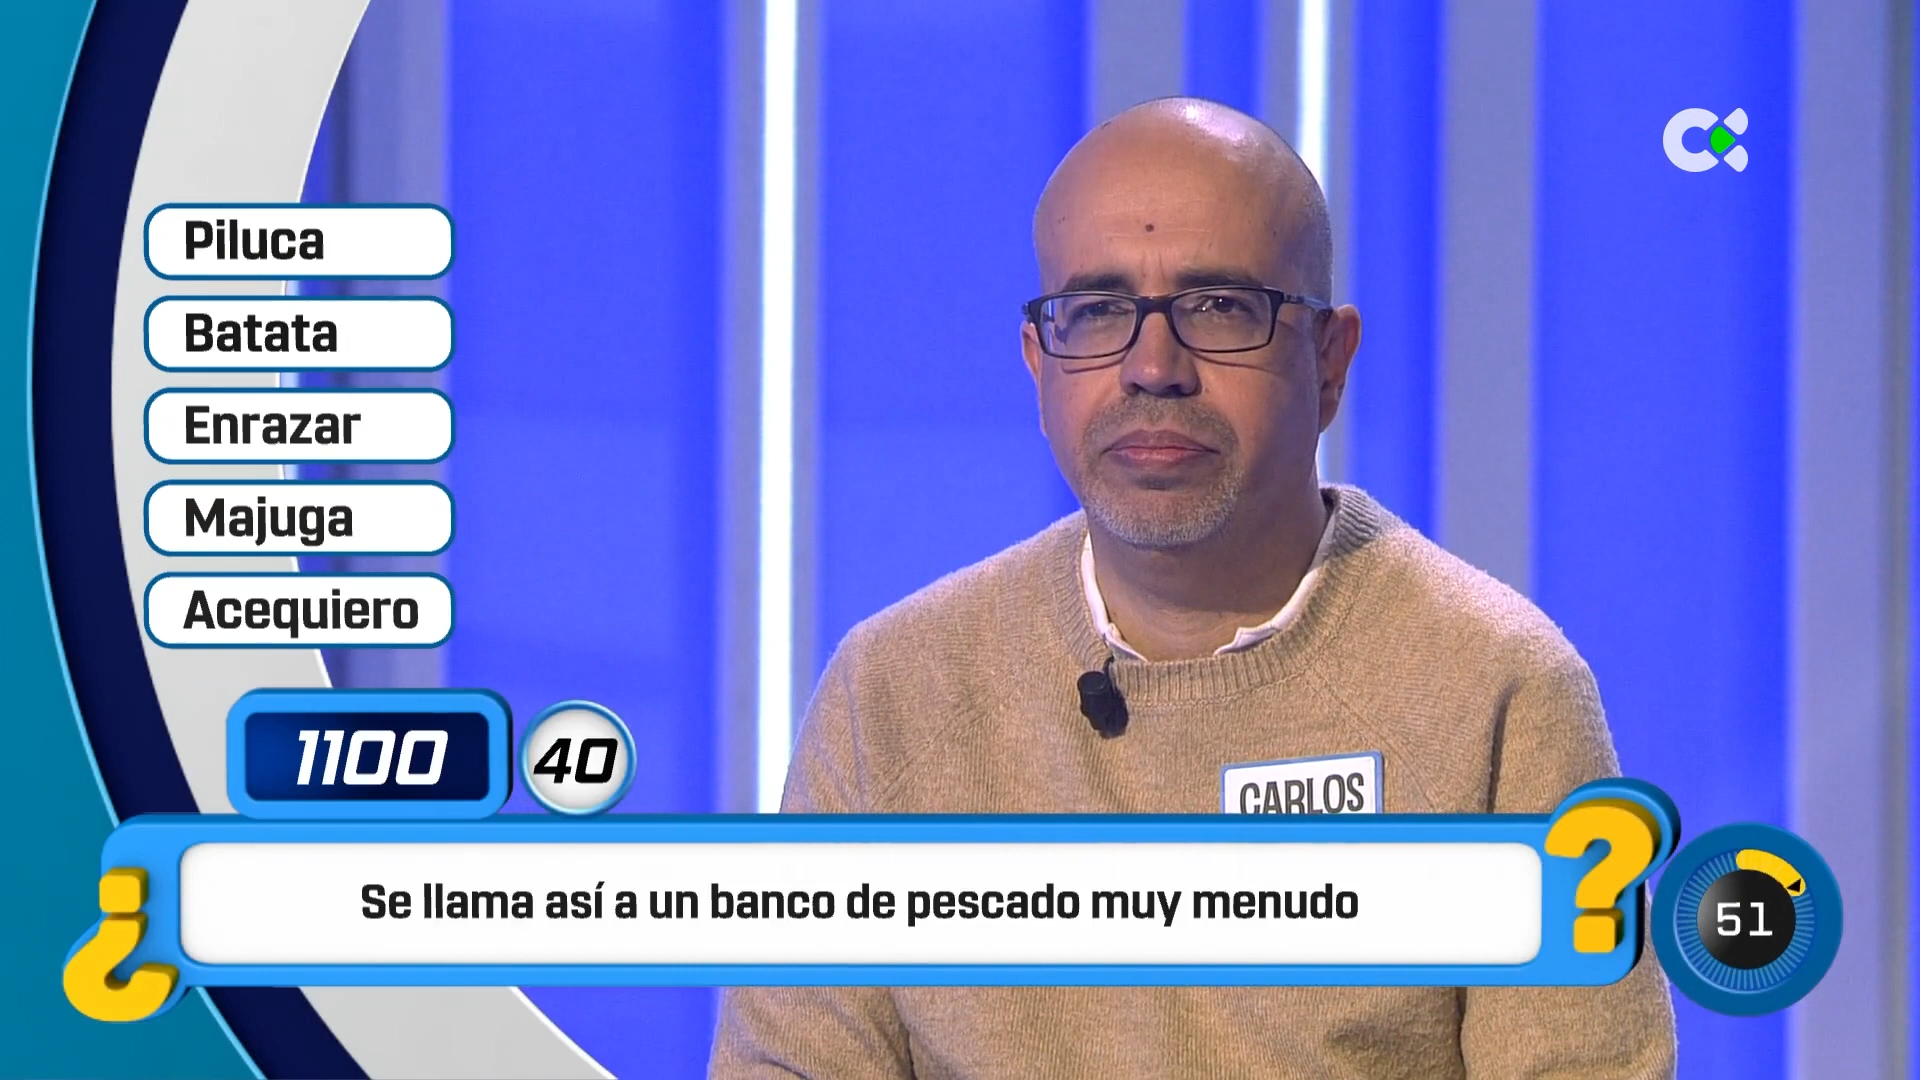 Piluca
Batata
Enrazar
Majuga
Acequiero
1100
40
CARLOS
¿
Se llama así a un banco de pescado muy menudo
?
51